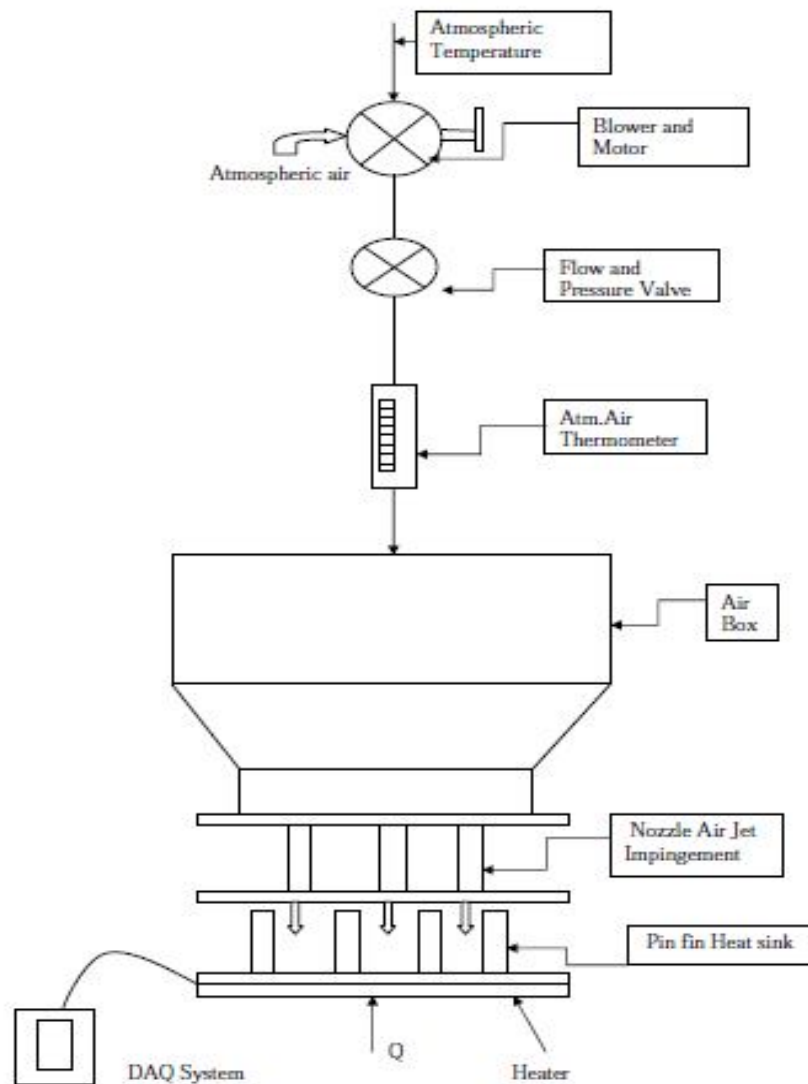 Atmospheric
Temperature
Blower and
Motor
Atmospheric air
Flow and
Pressure Valve
Atm.Air
Thermometer
Air
Box
Nozzle Air Jet
Impingement
Pin fin Heat sink
Q
DAQ System
Heater